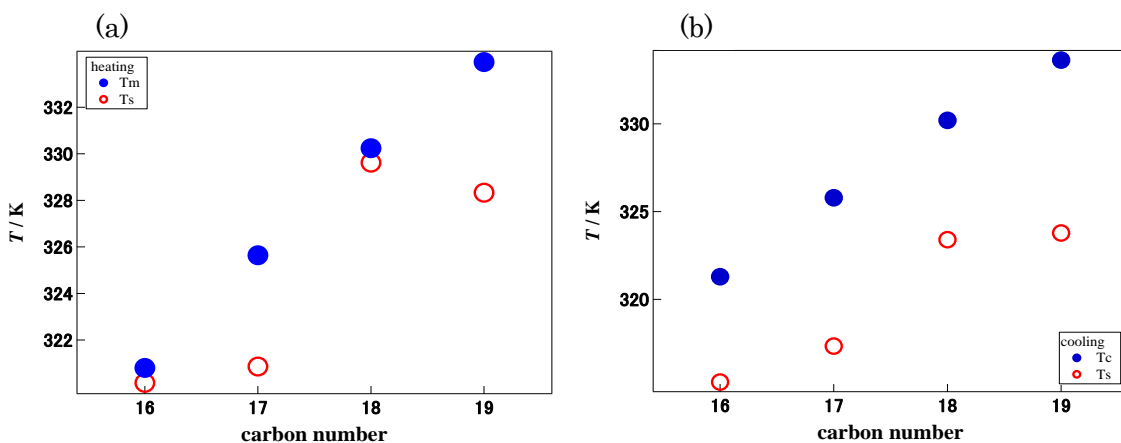 (a)
heating
Tm
Ts
332
330
328
326
324
322
T / K
16 17 18 19
carbon number
(b)
330
325
320
T / K
cooling
Tc
Ts
16 17 18 19
carbon number